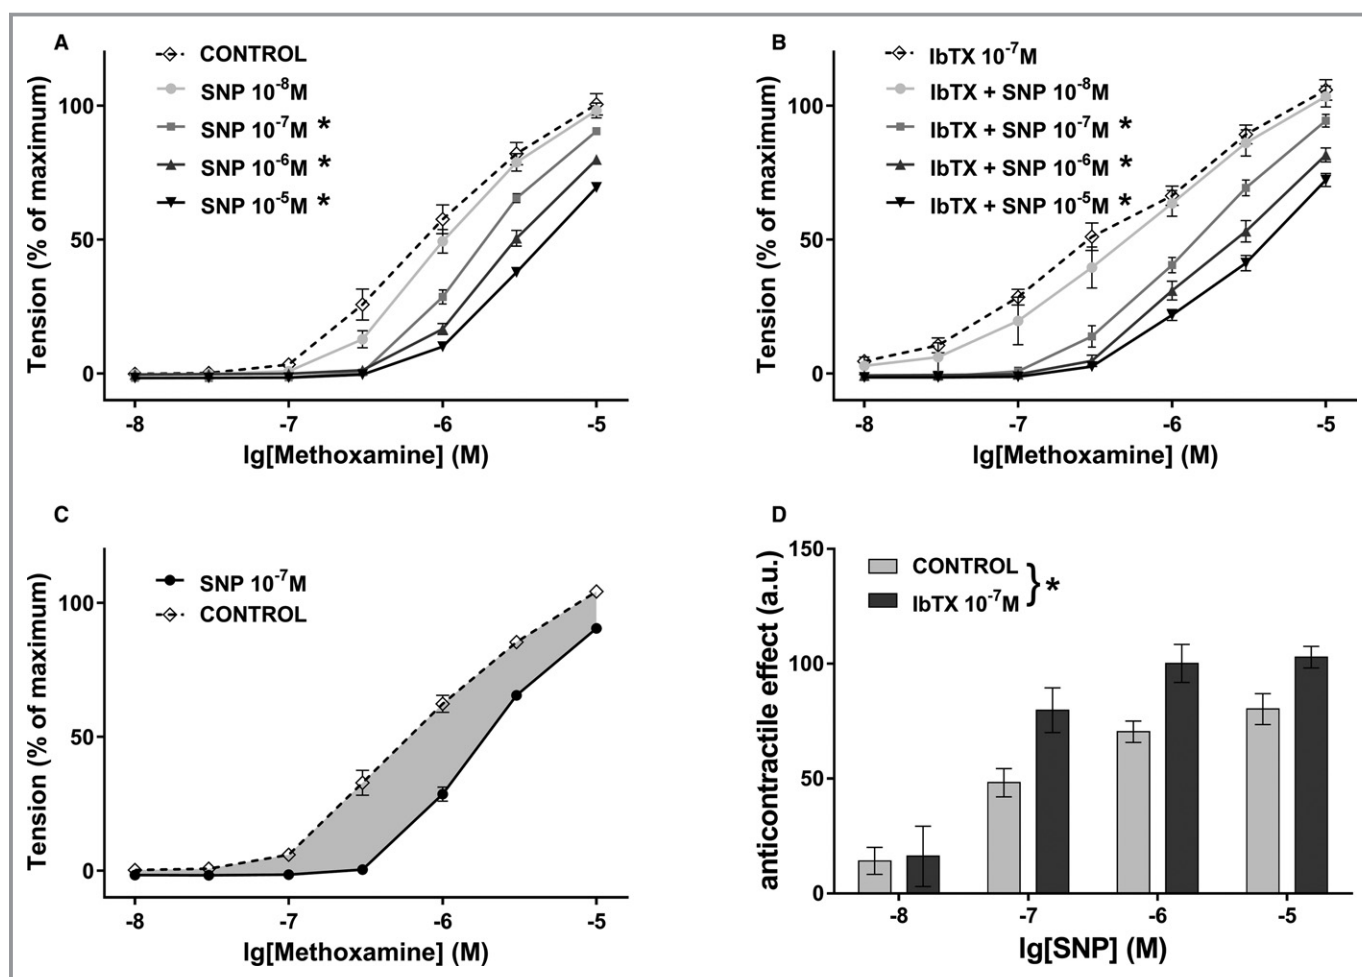 A
CONTROL
SNP 10⁻⁸M
SNP 10⁻⁷M *
SNP 10⁻⁶M *
SNP 10⁻⁵M *
Tension (% of maximum)
100
50
0
-8 -7 -6 -5
lg[Methoxamine] (M)
B
IbTX 10⁻⁷M
IbTX + SNP 10⁻⁸M
IbTX + SNP 10⁻⁷M *
IbTX + SNP 10⁻⁶M *
IbTX + SNP 10⁻⁵M *
Tension (% of maximum)
100
50
0
-8 -7 -6 -5
lg[Methoxamine] (M)
C
SNP 10⁻⁷M
CONTROL
Tension (% of maximum)
100
50
0
-8 -7 -6 -5
lg[Methoxamine] (M)
D
CONTROL
IbTX 10⁻⁷M
} *
anticontractile effect (a.u.)
150
100
50
0
-8 -7 -6 -5
lg[SNP] (M)